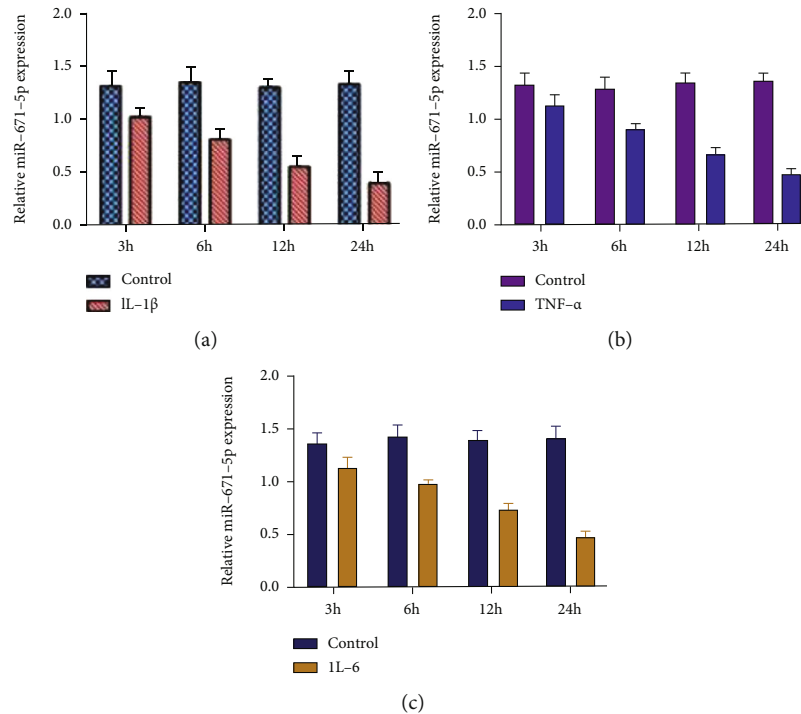 Relative miR–671–5p expression
2.0
1.5
1.0
0.5
0.0
3h 6h 12h 24h
Control
lL–1β
(a)
Relative miR–671–5p expression
2.0
1.5
1.0
0.5
0.0
3h 6h 12h 24h
Control
TNF–α
(b)
Relative miR–671–5p expression
2.0
1.5
1.0
0.5
0.0
3h 6h 12h 24h
Control
1L–6
(c)